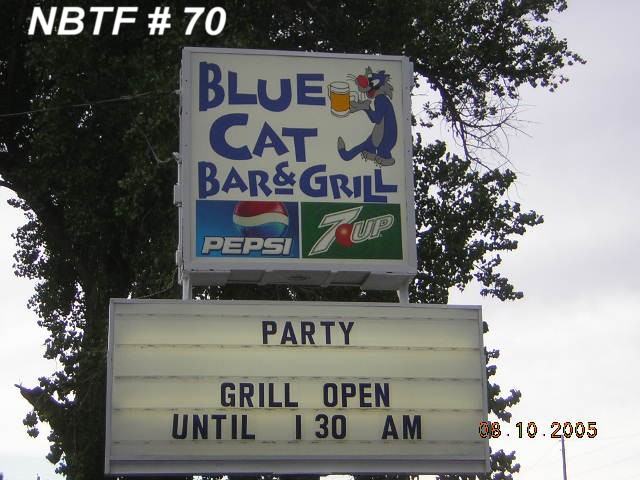 NBTF # 70
BLUE
CAT
BAR & GRILL
PEPSI 7UP
PARTY
GRILL OPEN
UNTIL 1 30 AM
08.10.2005